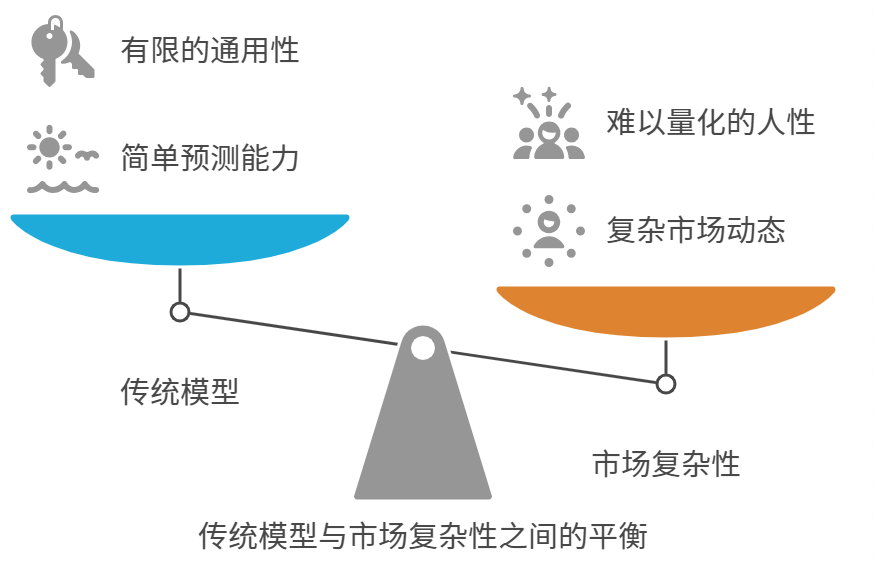 有限的通用性
简单预测能力
传统模型
难以量化的人性
复杂市场动态
市场复杂性
传统模型与市场复杂性之间的平衡